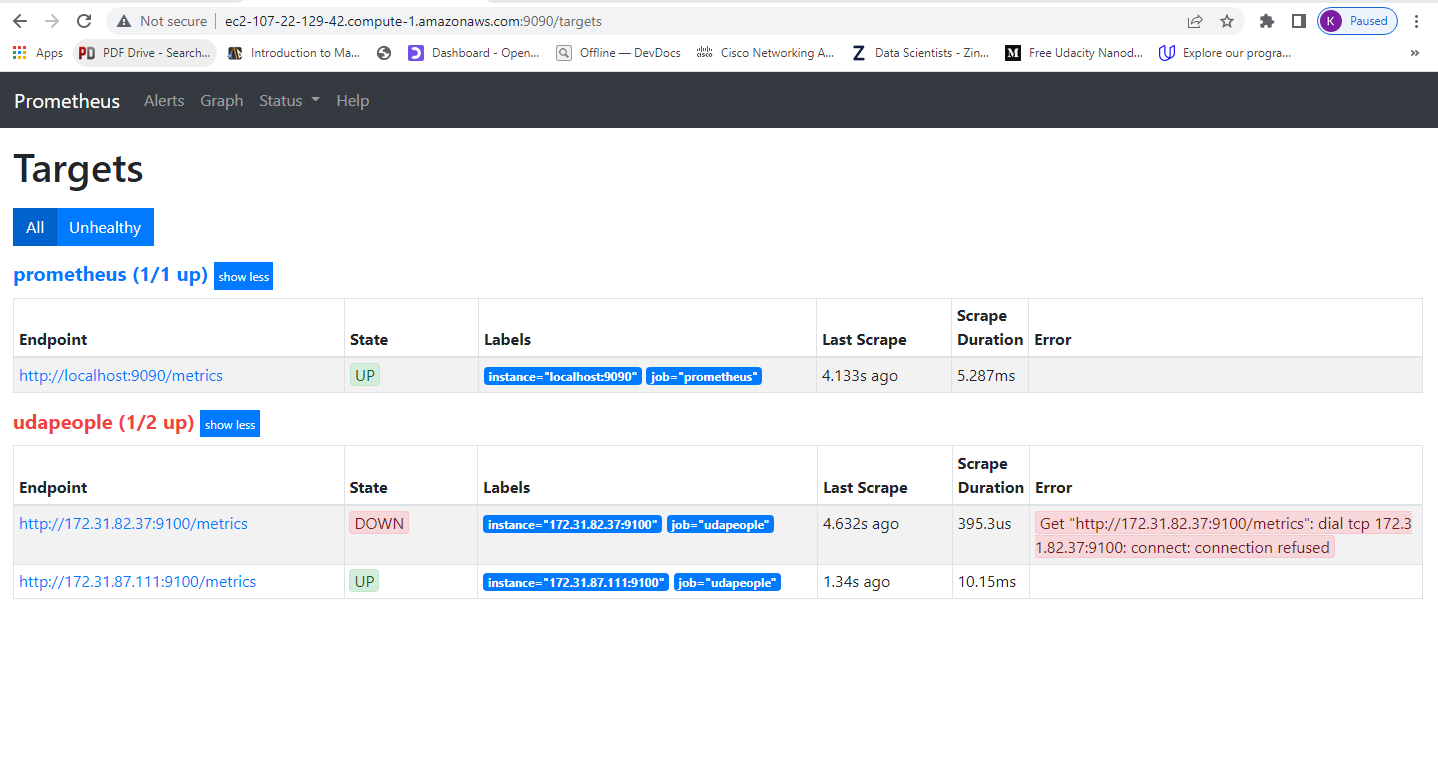 Not secure ec2-107-22-129-42.compute-1.amazonaws.com:9090/targets K Paused
Apps PDF Drive - Search... Introduction to Ma... Dashboard - Open... Offline — DevDocs Cisco Networking A... Data Scientists - Zin... Free Udacity Nanod... Explore our progra... »
Prometheus Alerts Graph Status Help
Targets
All Unhealthy
prometheus (1/1 up) show less
Endpoint State Labels Last Scrape Scrape Duration Error
http://localhost:9090/metrics UP instance="localhost:9090" job="prometheus" 4.133s ago 5.287ms
udapeople (1/2 up) show less
Endpoint State Labels Last Scrape Scrape Duration Error
http://172.31.82.37:9100/metrics DOWN instance="172.31.82.37:9100" job="udapeople" 4.632s ago 395.3us Get "http://172.31.82.37:9100/metrics": dial tcp 172.3
1.82.37:9100: connect: connection refused
http://172.31.87.111:9100/metrics UP instance="172.31.87.111:9100" job="udapeople" 1.34s ago 10.15ms